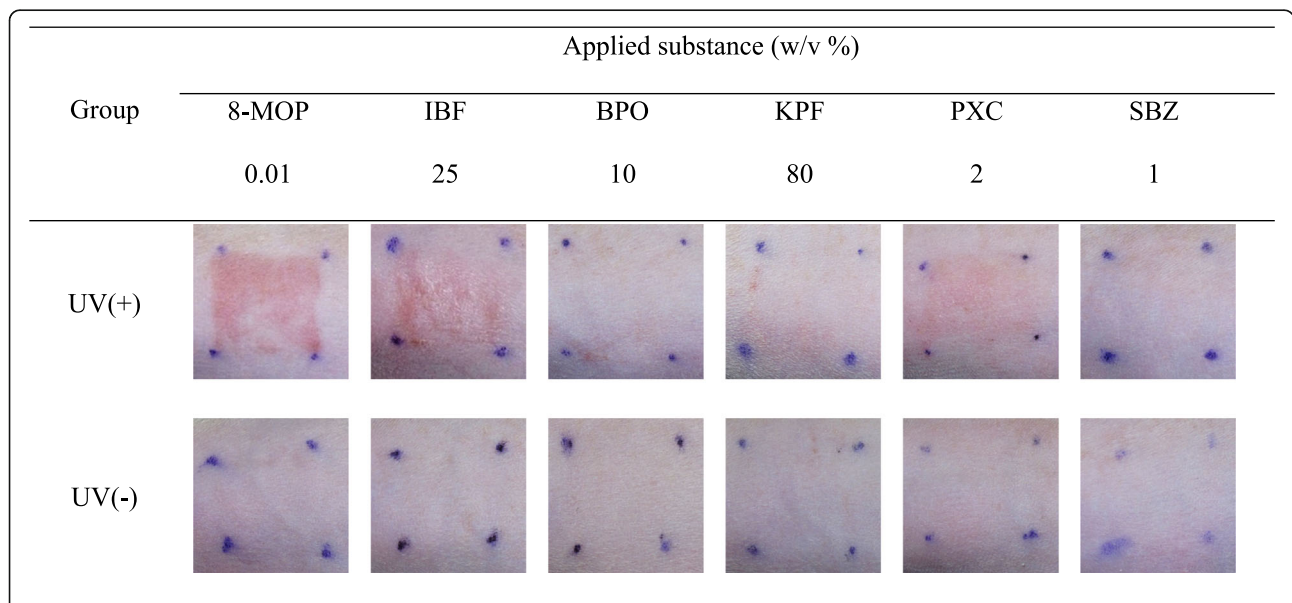 Applied substance (w/v %)
Group 8-MOP IBF BPO KPF PXC SBZ
0.01 25 10 80 2 1
UV(+)
UV(-)